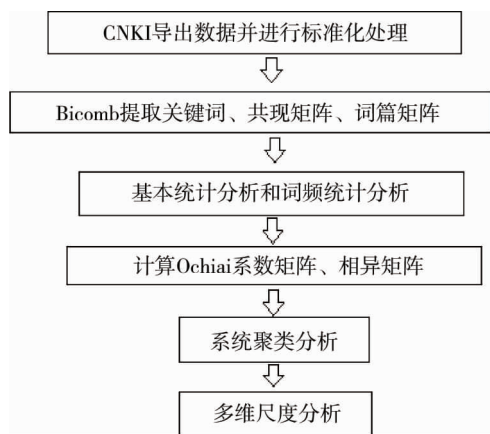 CNKI导出数据并进行标准化处理
Bicomb提取关键词、共现矩阵、词篇矩阵
基本统计分析和词频统计分析
计算Ochiai系数矩阵、相异矩阵
系统聚类分析
多维尺度分析